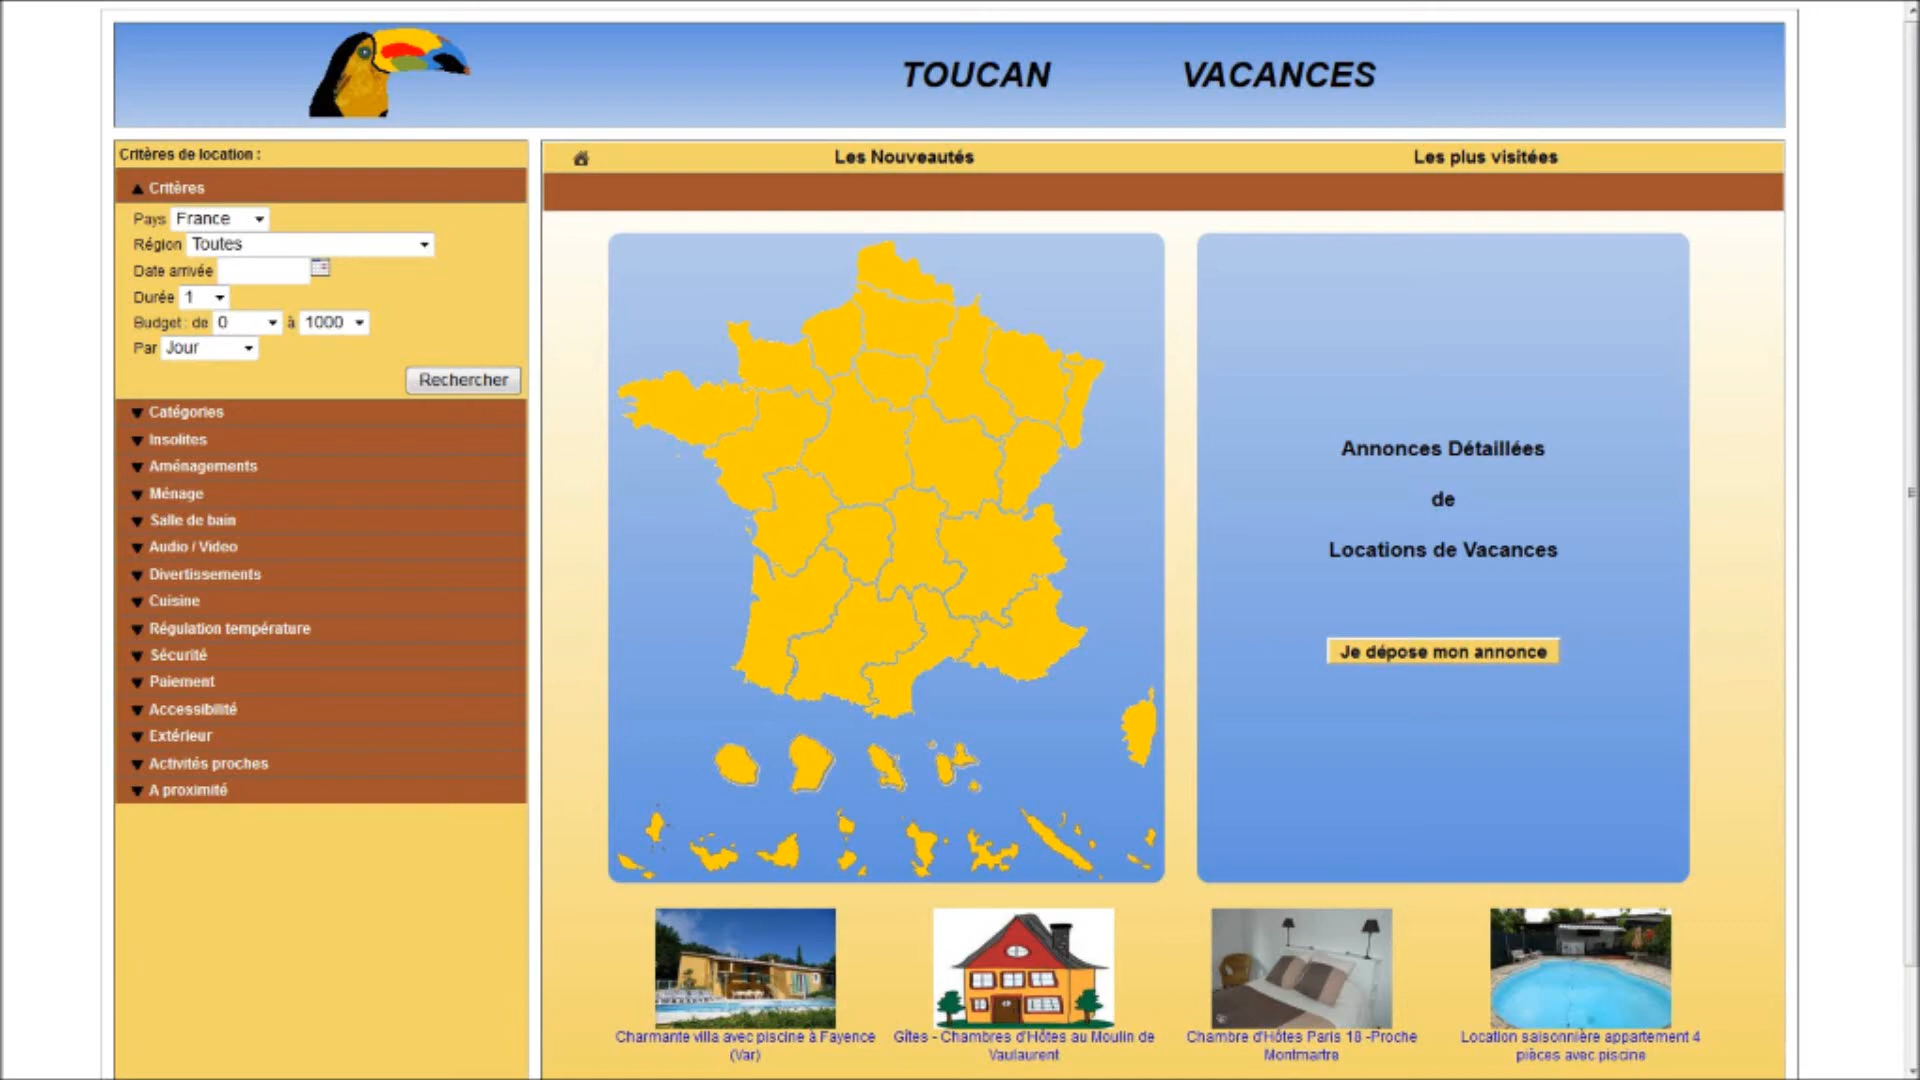 TOUCAN VACANCES
Critères de location :
Critères
Pays France
Région Toutes
Date arrivée
Durée 1
Budget : de 0 à 1000
Par Jour
Rechercher
Catégories
Insolites
Aménagements
Ménage
Salle de bain
Audio / Video
Divertissements
Cuisine
Régulation température
Sécurité
Paiement
Accessibilité
Extérieur
Activités proches
A proximité
Les Nouveautés
Les plus visitées
Annonces Détaillées
de
Locations de Vacances
Je dépose mon annonce
Charmante villa avec piscine à Fayence
(Var)
Gîtes - Chambres d'Hôtes au Moulin de
Vaulaurent
Chambre d'Hôtes Paris 18 -Proche
Montmartre
Location saisonnière appartement 4
pièces avec piscine